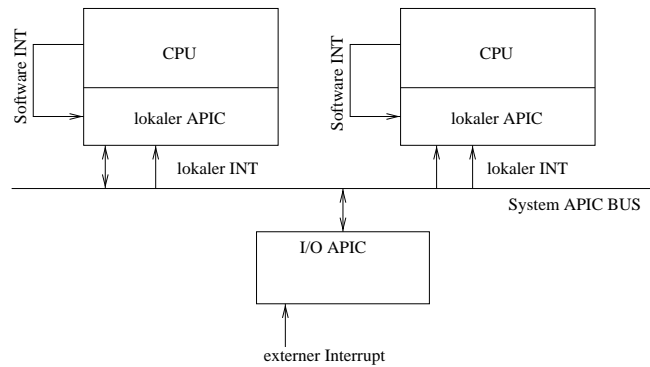 Software INT
CPU
lokaler APIC
lokaler INT
Software INT
CPU
lokaler APIC
lokaler INT
System APIC BUS
I/O APIC
externer Interrupt